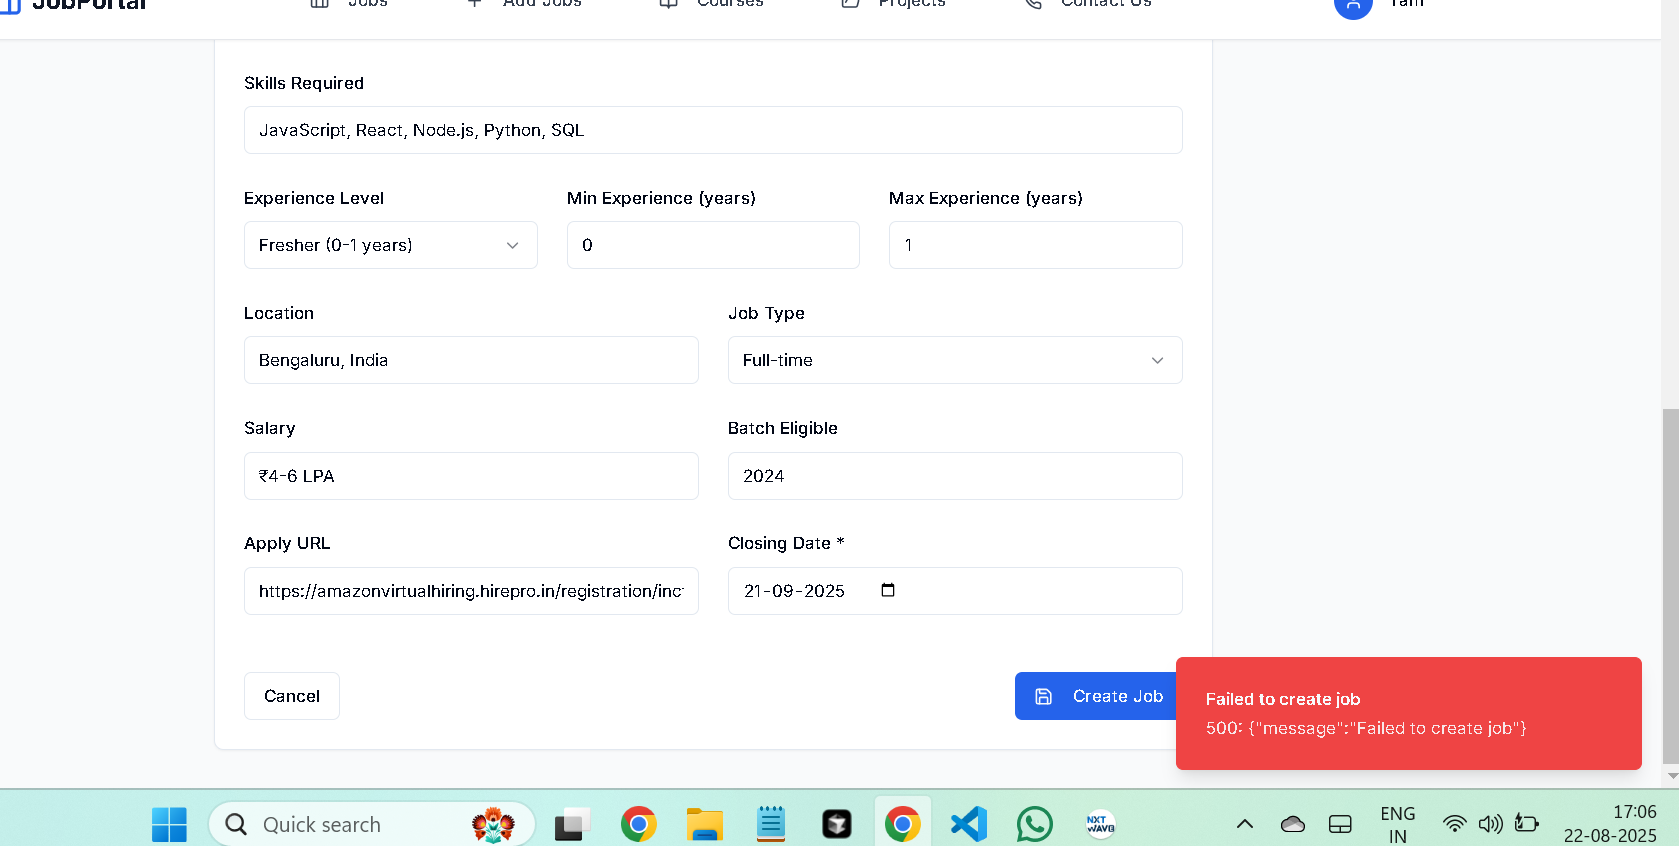 JobPortal
Jobs
Add Jobs
Courses
Projects
Contact Us
Skills Required
JavaScript, React, Node.js, Python, SQL
Experience Level
Min Experience (years)
Max Experience (years)
Fresher (0-1 years)
0
1
Location
Job Type
Bengaluru, India
Full-time
Salary
Batch Eligible
₹4-6 LPA
2024
Apply URL
Closing Date *
https://amazonvirtualhiring.hirepro.in/registration/inc
21-09-2025
Cancel
Create Job
Failed to create job
500: {"message":"Failed to create job"}
Quick search
NXT
WAVE
ENG
IN
17:06
22-08-2025